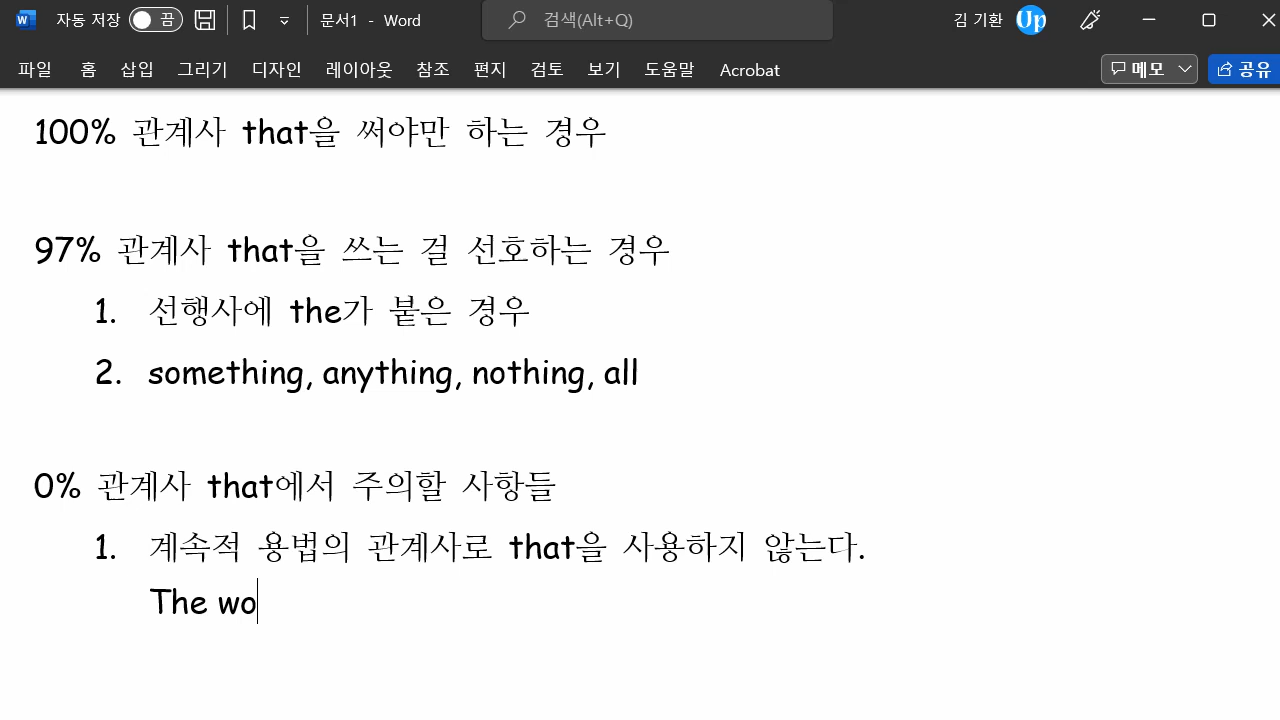 자동 저장 끔 문서1 - Word 검색(Alt+Q) 김 기환 Up
파일 홈 삽입 그리기 디자인 레이아웃 참조 편지 검토 보기 도움말 Acrobat 메모 공유
100% 관계사 that을 써야만 하는 경우
97% 관계사 that을 쓰는 걸 선호하는 경우
1. 선행사에 the가 붙은 경우
2. something, anything, nothing, all
0% 관계사 that에서 주의할 사항들
1. 계속적 용법의 관계사로 that을 사용하지 않는다.
The wo